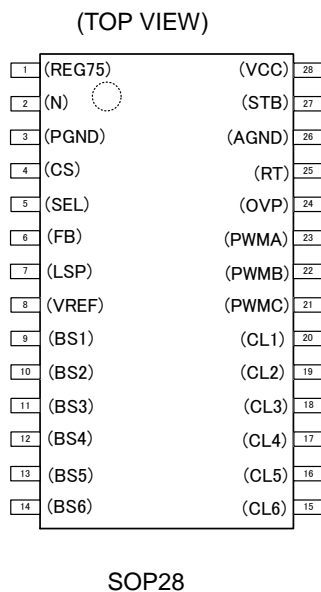 (TOP VIEW)
1 (REG75) (VCC) 28
2 (N) (STB) 27
3 (PGND) (AGND) 26
4 (CS) (RT) 25
5 (SEL) (OVP) 24
6 (FB) (PWMA) 23
7 (LSP) (PWMB) 22
8 (VREF) (PWMC) 21
9 (BS1) (CL1) 20
10 (BS2) (CL2) 19
11 (BS3) (CL3) 18
12 (BS4) (CL4) 17
13 (BS5) (CL5) 16
14 (BS6) (CL6) 15
SOP28